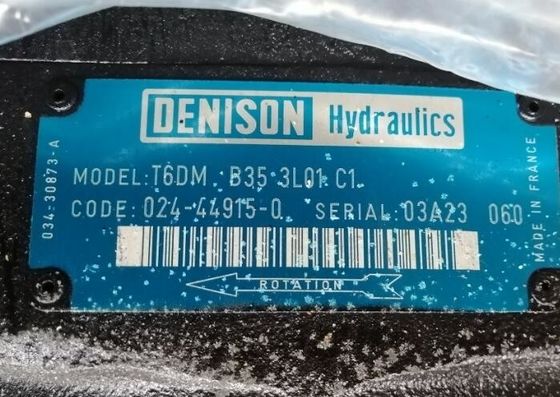 DENISON Hydraulics
MODEL: T6DM B35 3L01 C1
CODE: 024-44915-0 SERIAL: 03A23 060
ROTATION
034-30873-A
MADE IN FRANCE